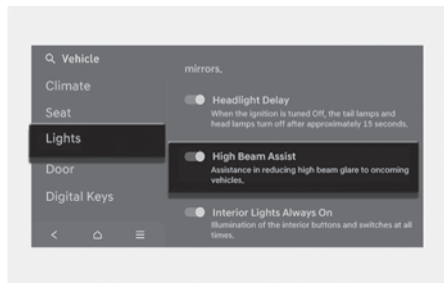 Vehicle
Climate
Seat
Lights
Door
Digital Keys
mirrors.
Headlight Delay
When the ignition is tuned Off, the tail lamps and
head lamps turn off after approximately 15 seconds.
High Beam Assist
Assistance in reducing high beam glare to oncoming
vehicles.
Interior Lights Always On
Illumination of the interior buttons and switches at all
times.